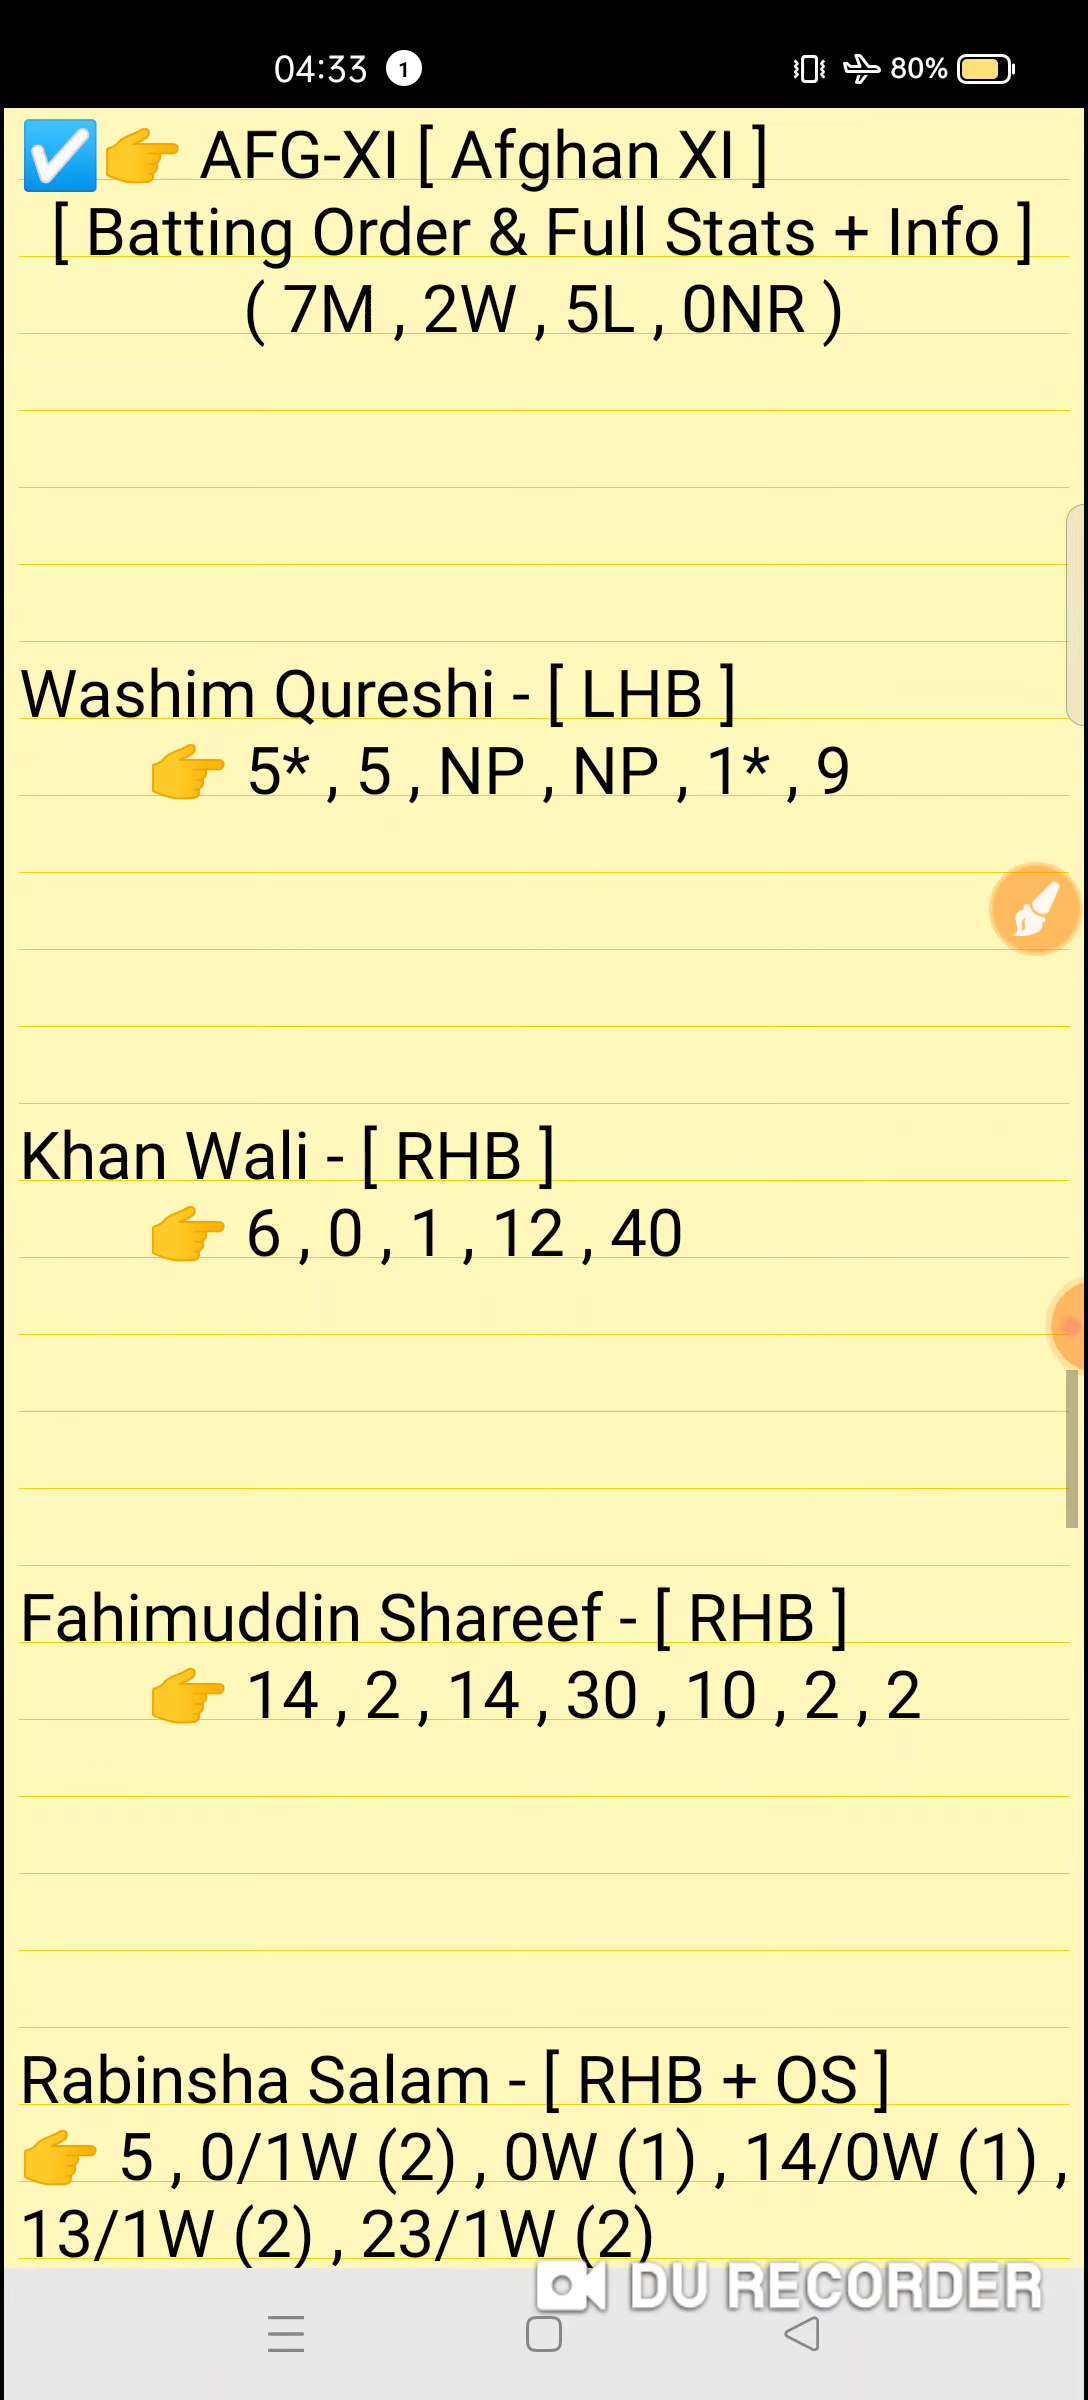 04:33 1 80%
☑👉 AFG-XI [ Afghan XI ]
[ Batting Order & Full Stats + Info ]
( 7M , 2W , 5L , 0NR )
Washim Qureshi - [ LHB ]
👉 5* , 5 , NP , NP , 1* , 9
Khan Wali - [ RHB ]
👉 6 , 0 , 1 , 12 , 40
Fahimuddin Shareef - [ RHB ]
👉 14 , 2 , 14 , 30 , 10 , 2 , 2
Rabinsha Salam - [ RHB + OS ]
👉 5 , 0/1W (2) , 0W (1) , 14/0W (1) ,
13/1W (2) , 23/1W (2)
DU RECORDER